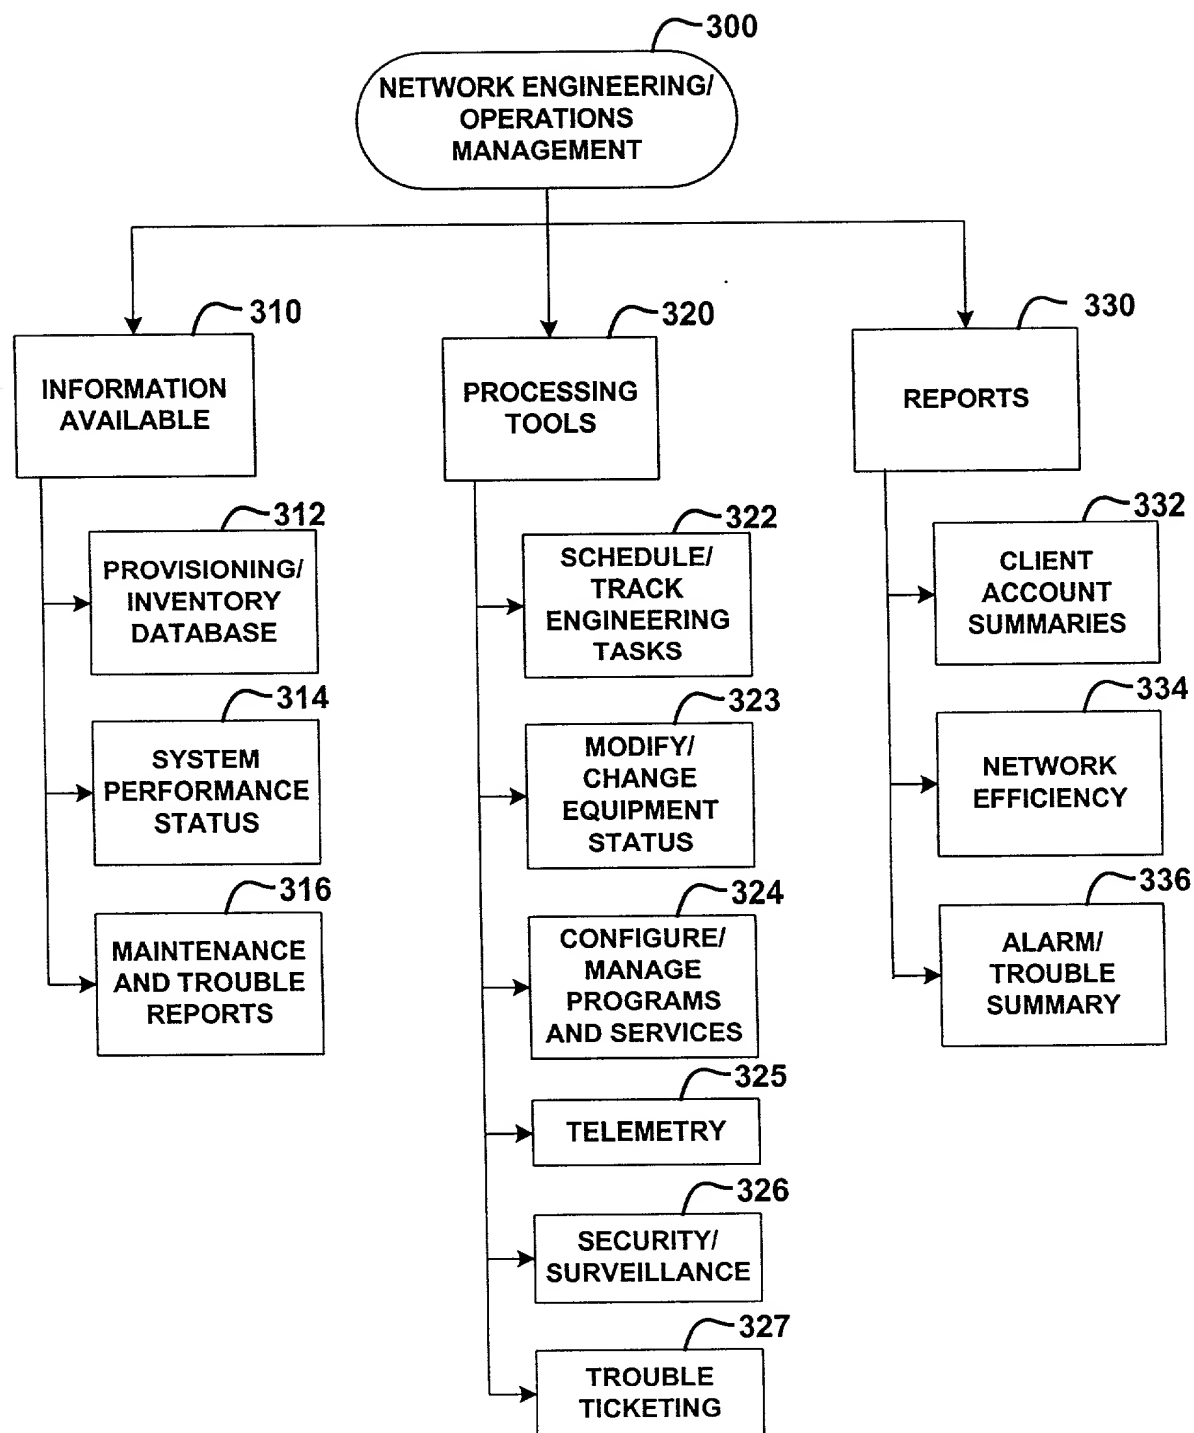 300
NETWORK ENGINEERING/
OPERATIONS
MANAGEMENT
310
INFORMATION
AVAILABLE
312
PROVISIONING/
INVENTORY
DATABASE
314
SYSTEM
PERFORMANCE
STATUS
316
MAINTENANCE
AND TROUBLE
REPORTS
320
PROCESSING
TOOLS
322
SCHEDULE/
TRACK
ENGINEERING
TASKS
323
MODIFY/
CHANGE
EQUIPMENT
STATUS
324
CONFIGURE/
MANAGE
PROGRAMS
AND SERVICES
325
TELEMETRY
326
SECURITY/
SURVEILLANCE
327
TROUBLE
TICKETING
330
REPORTS
332
CLIENT
ACCOUNT
SUMMARIES
334
NETWORK
EFFICIENCY
336
ALARM/
TROUBLE
SUMMARY